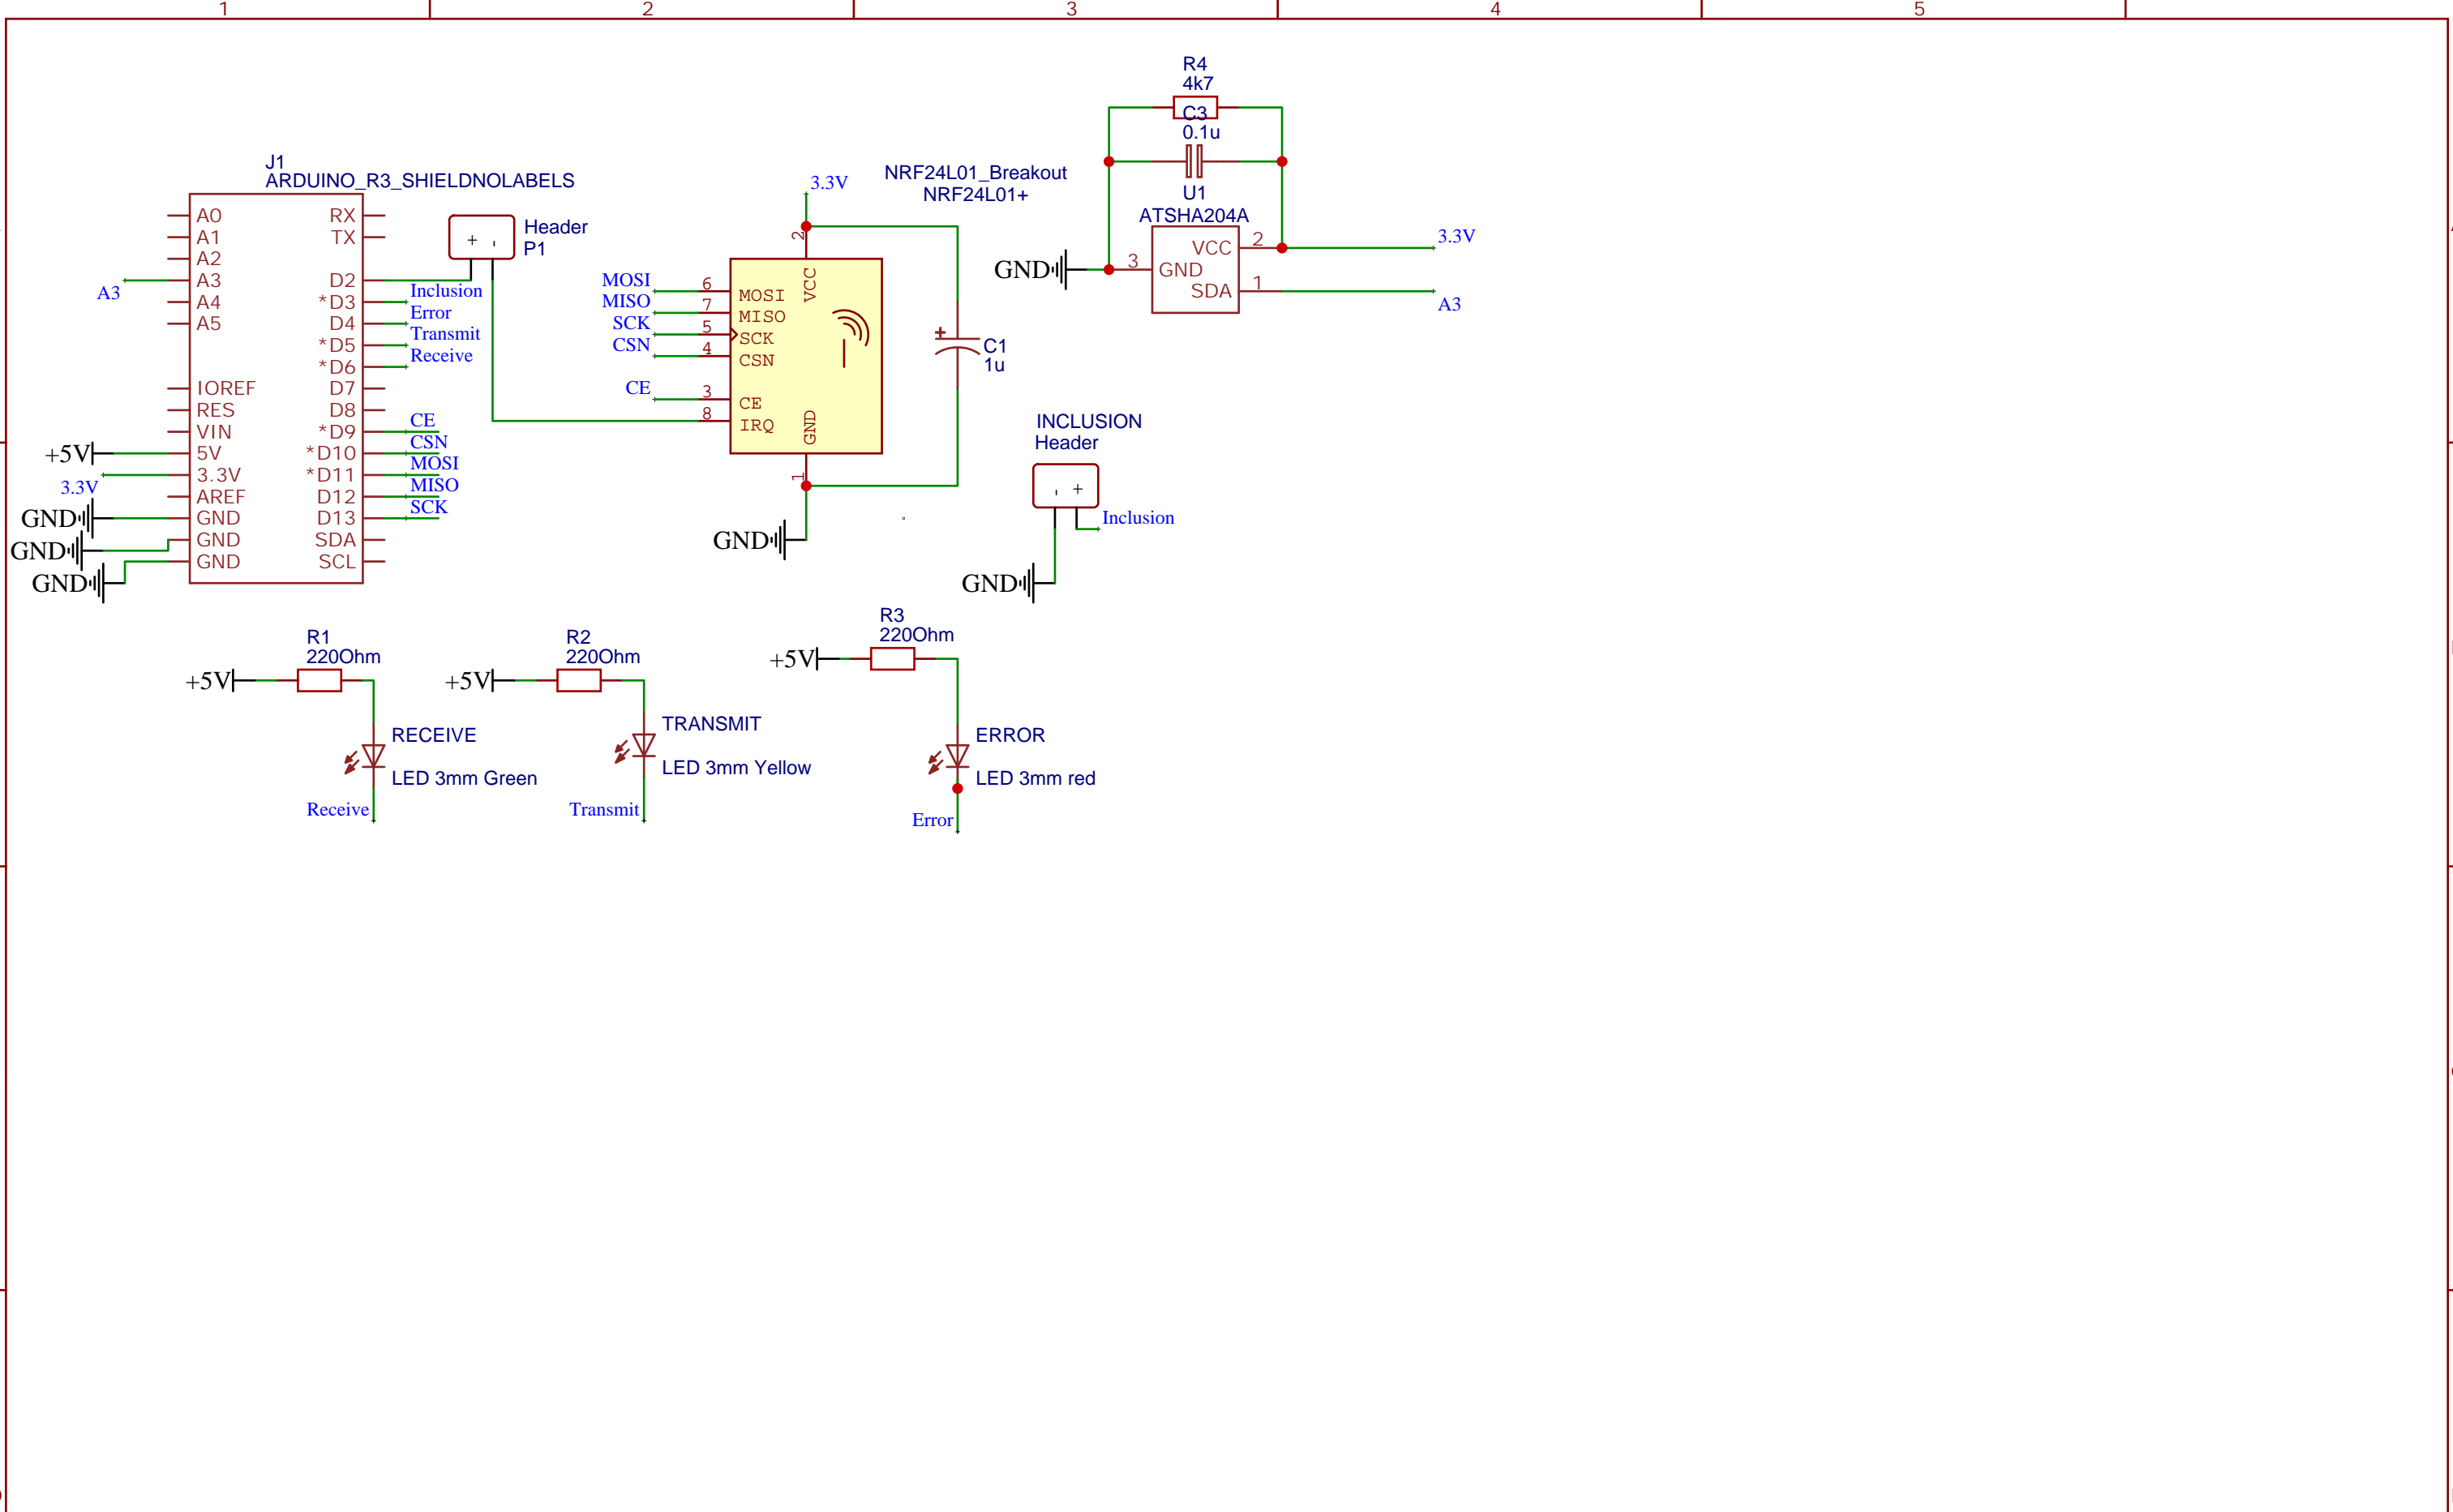 1 2 3 4 5
R4
4k7
C3
0.1u
U1
ATSHA204A
VCC 2
3 GND
SDA 1
GND
3.3V
A3
J1
ARDUINO_R3_SHIELDNOLABELS
A0 RX
A1 TX
A2
A3 A3 D2
A4 *D3 Inclusion
A5 D4 Error
*D5 Transmit
*D6 Receive
IOREF D7
RES D8
VIN *D9 CE
+5V 5V *D10 CSN
3.3V 3.3V *D11 MOSI
AREF D12 MISO
GND GND D13 SCK
GND GND SDA
GND GND SCL
+ -
Header
P1
NRF24L01_Breakout
NRF24L01+
3.3V
2
VCC
MOSI 6 MOSI
MISO 7 MISO
SCK 5 SCK
CSN 4 CSN
CE 3 CE
8 IRQ
GND
1
GND
+
C1
1u
INCLUSION
Header
- +
Inclusion
GND
R1
220Ohm
+5V
RECEIVE
LED 3mm Green
Receive
R2
220Ohm
+5V
TRANSMIT
LED 3mm Yellow
Transmit
R3
220Ohm
+5V
ERROR
LED 3mm red
Error